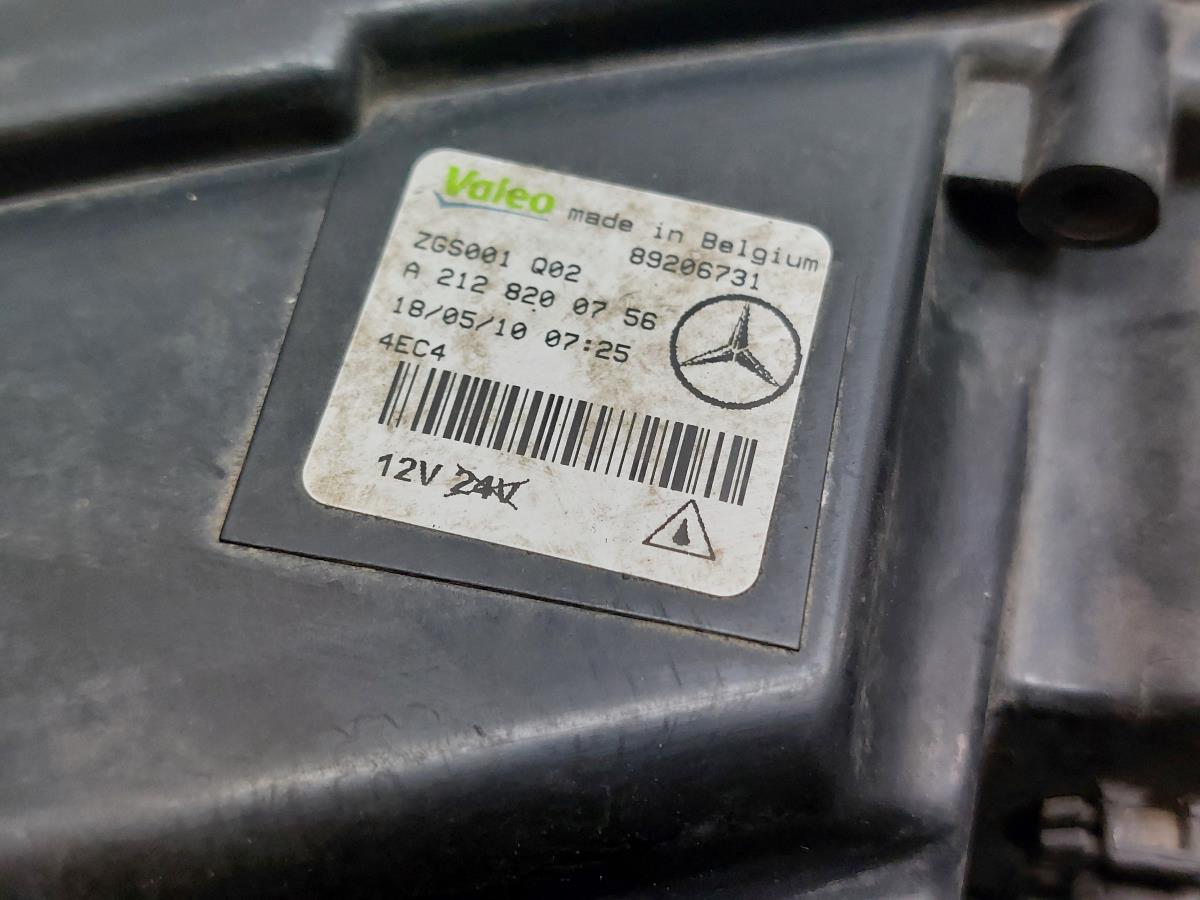 Valeo made in Belgium
ZGS001 Q02 89206731
A 212 820 07 56
18/05/10 07:25
4EC4
12V 24V